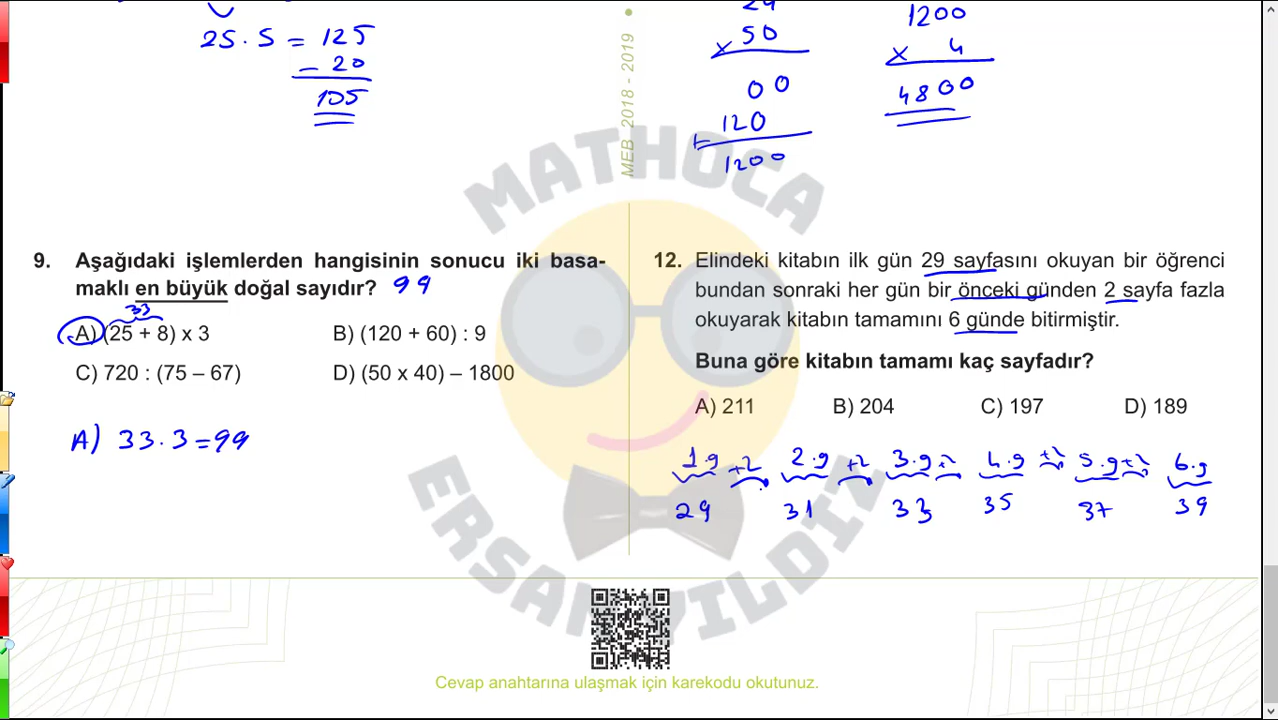 25.5 = 125
- 20
105
50
x
00
120
+
1200
1200
x 4
4800
MEB 2018 - 2019
MATHOCA
ERSAN YILDIZ
9. Aşağıdaki işlemlerden hangisinin sonucu iki basa-
maklı en büyük doğal sayıdır? 99
33
A) (25 + 8) x 3 B) (120 + 60) : 9
C) 720 : (75 – 67) D) (50 x 40) – 1800
A) 33.3=99
12. Elindeki kitabın ilk gün 29 sayfasını okuyan bir öğrenci
bundan sonraki her gün bir önceki günden 2 sayfa fazla
okuyarak kitabın tamamını 6 günde bitirmiştir.
Buna göre kitabın tamamı kaç sayfadır?
A) 211 B) 204 C) 197 D) 189
1.g +2 2.g +2 3.g +2 4.g +2 5.g +2 6.g
29 31 33 35 37 39
Cevap anahtarına ulaşmak için karekodu okutunuz.